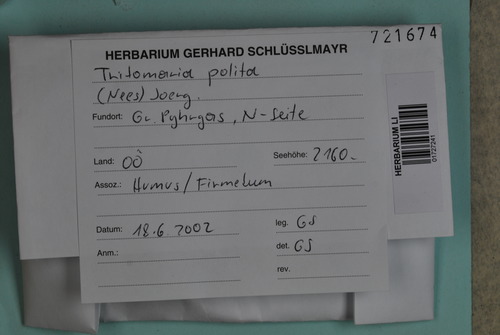 721674
HERBARIUM GERHARD SCHLÜSSLMAYR
Tritomaria polita
(Nees) Joerg.
Fundort: Gr. Pyhrgas, N-Seite
Land: OÖ
Seehöhe: 2160.-
Assoz.: Humus/Firmetum
Datum: 18.6.2002
leg. GS
Anm.:
det. GS
rev.
HERBARIUM LI
01727241